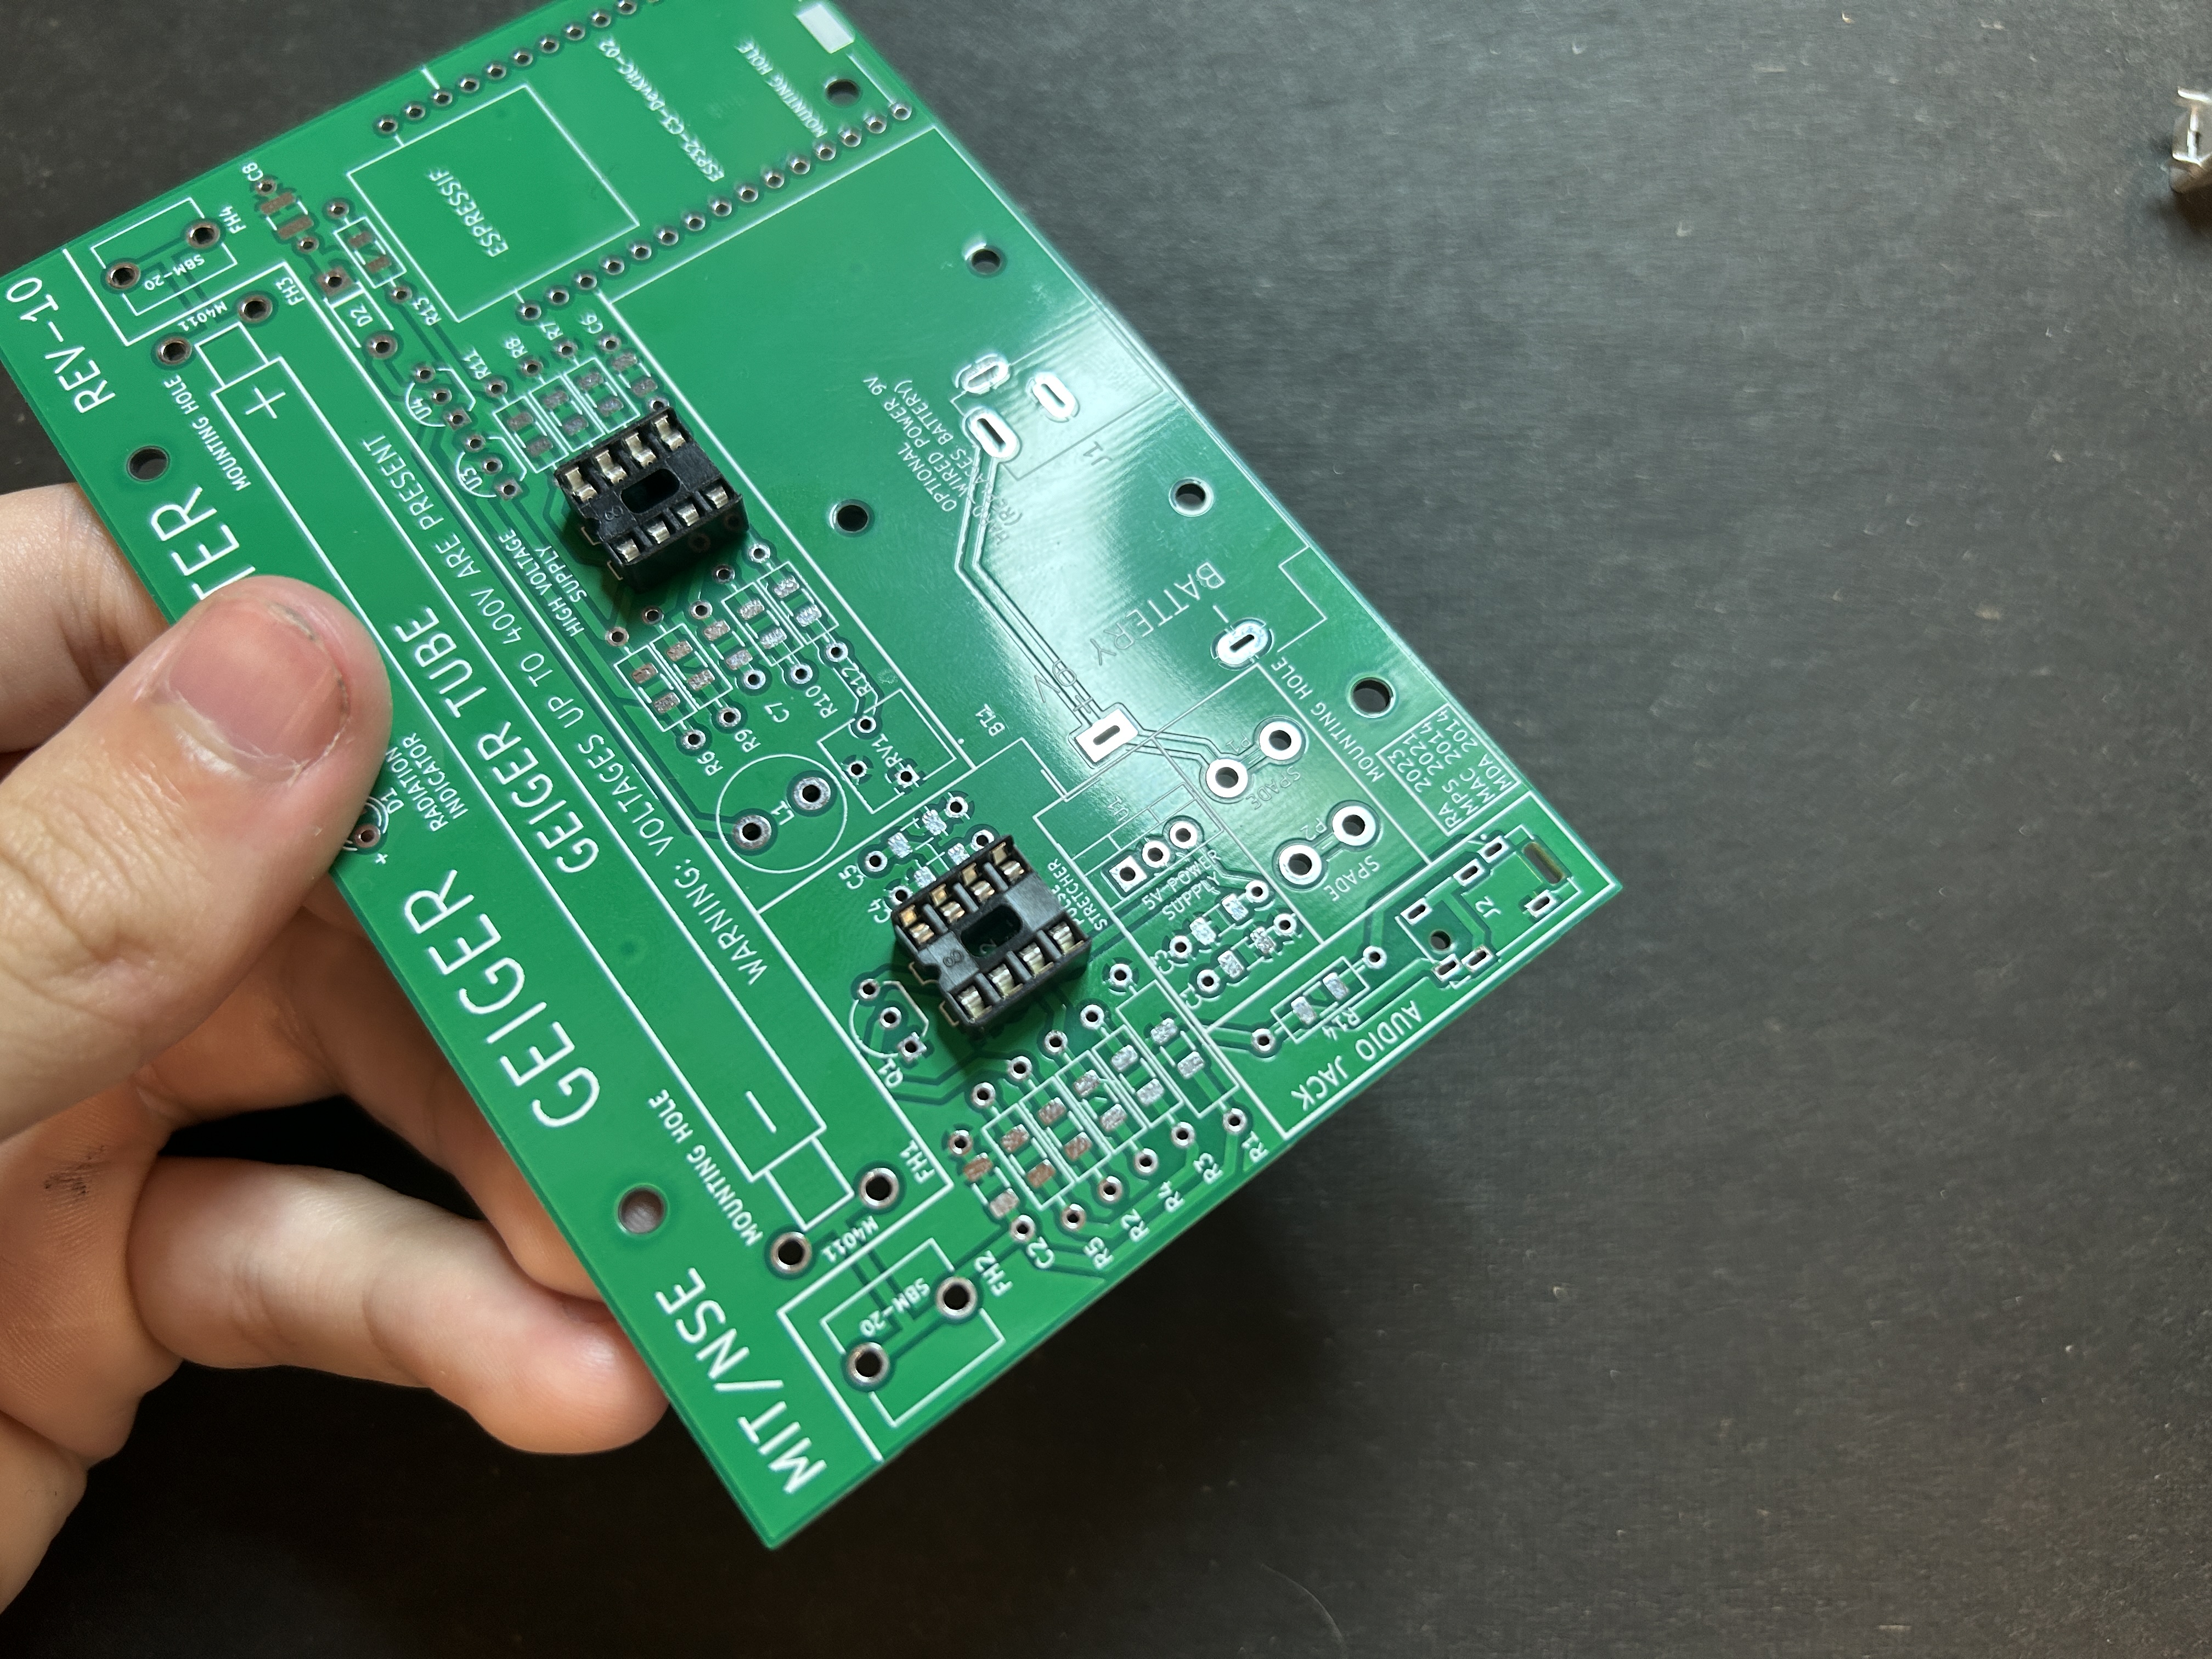 MIT/NSE
GEIGER
TER
REV-10
D1
RADIATION
INDICATOR
+
MOUNTING HOLE
MOUNTING HOLE
GEIGER TUBE
−
+
WARNING: VOLTAGES UP TO 400V ARE PRESENT
SBM-20
M4011
FH1
FH2
M4011
SBM-20
FH3
FH4
C8
D2
R13
U4
U3
R11
R8
R7
C6
HIGH VOLTAGE
SUPPLY
R6
R9
C7
R10
R12
RV1
L1
Q1
C4
C5
C2
R5
R2
R4
R3
R1
STRETCHER
5V POWER
SUPPLY
U1
BT1
OPTIONAL
HARD-WIRED POWER 9V
(REPLACES BATTERY)
J1
BATTERY
ESPRESSIF
ESP32-C3-DevKRC-02
MOUNTING HOLE
SPADE
SPADE
P2
MOUNTING HOLE
AUDIO JACK
R14
J2
RA 2023
MPS 2021
MAC 2014
MDA 2014